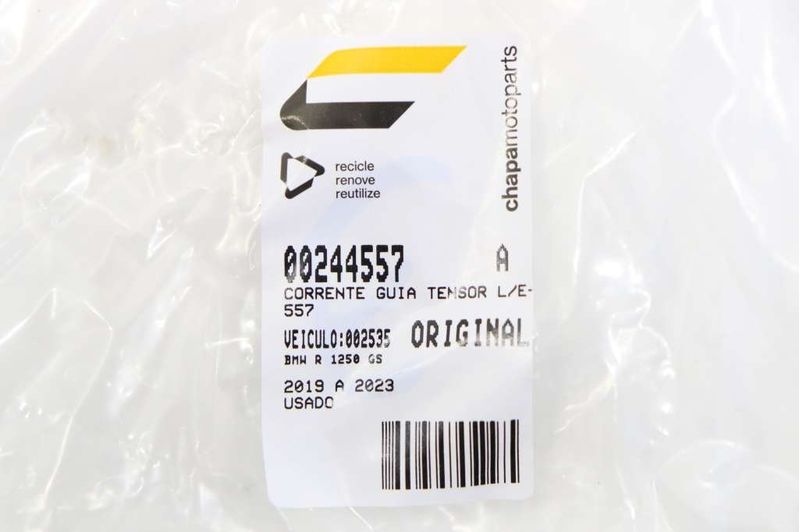 chapamotoparts
recicle
renove
reutilize
00244557 A
CORRENTE GUIA TENSOR L/E-
557
VEICULO:002535 ORIGINAL
BMW R 1250 GS
2019 A 2023
USADO